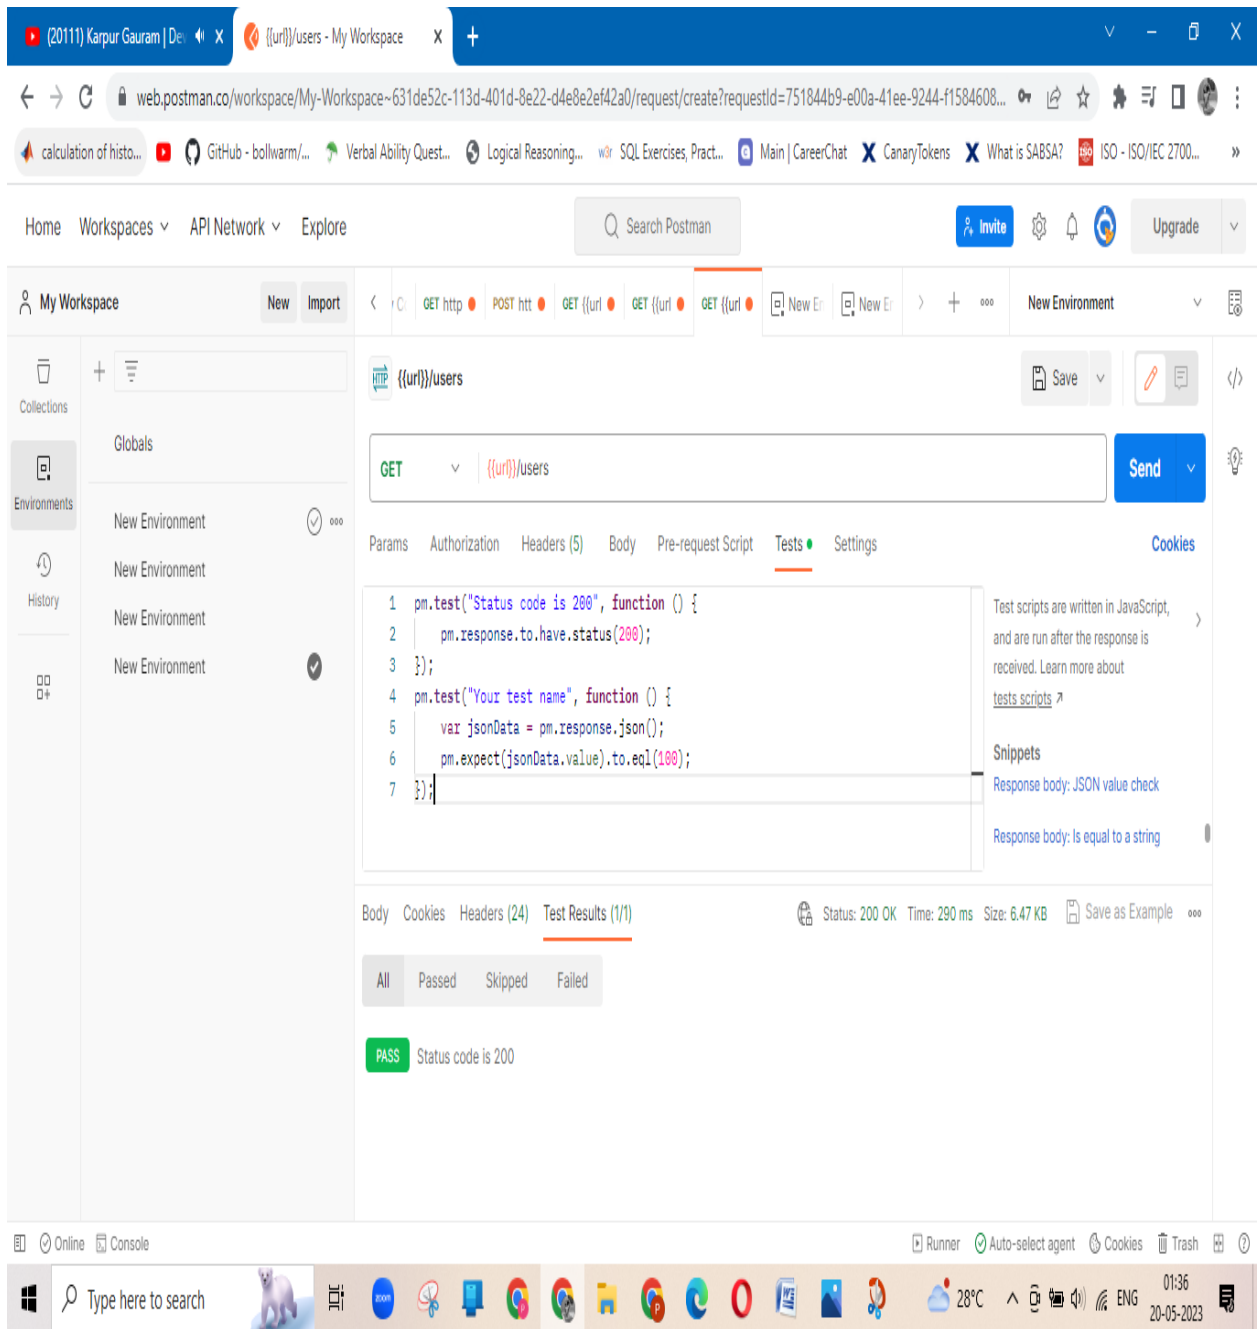 (20111) Karpur Gauram | Dev
{{url}}/users - My Workspace
web.postman.co/workspace/My-Workspace~631de52c-113d-401d-8e22-d4e8e2ef42a0/request/create?requestId=751844b9-e00a-41ee-9244-f1584608...
calculation of histo... GitHub - bollwarm/... Verbal Ability Quest... Logical Reasoning... w3r SQL Exercises, Pract... Main | CareerChat CanaryTokens What is SABSA? ISO ISO - ISO/IEC 2700... »
Home Workspaces API Network Explore Search Postman Invite Upgrade
My Workspace New Import GET http POST htt GET {{url GET {{url GET {{url New En New En New Environment
Collections
HTTP {{url}}/users Save
Globals
GET {{url}}/users Send
Environments
New Environment
Params Authorization Headers (5) Body Pre-request Script Tests Settings Cookies
New Environment
History
New Environment
New Environment
1 pm.test("Status code is 200", function () {
2 pm.response.to.have.status(200);
3 });
4 pm.test("Your test name", function () {
5 var jsonData = pm.response.json();
6 pm.expect(jsonData.value).to.eql(100);
7 });
Test scripts are written in JavaScript,
and are run after the response is
received. Learn more about
tests scripts
Snippets
Response body: JSON value check
Response body: Is equal to a string
Body Cookies Headers (24) Test Results (1/1) Status: 200 OK Time: 290 ms Size: 6.47 KB Save as Example
All Passed Skipped Failed
PASS Status code is 200
Online Console Runner Auto-select agent Cookies Trash
Type here to search zoom 28°C ENG 01:36
20-05-2023